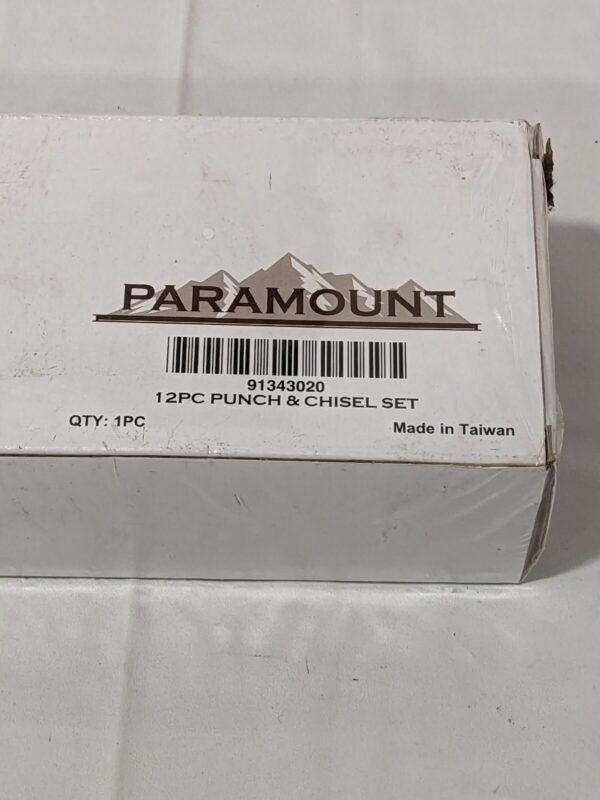 PARAMOUNT
91343020
12PC PUNCH & CHISEL SET
QTY: 1PC
Made in Taiwan